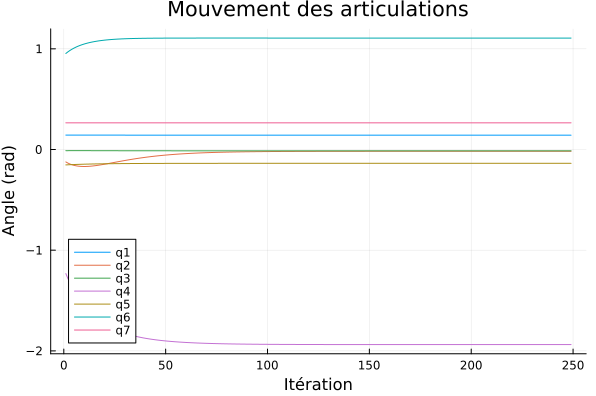 Mouvement des articulations
Angle (rad)
1
0
−1
−2
q1
q2
q3
q4
q5
q6
q7
0 50 100 150 200 250
Itération